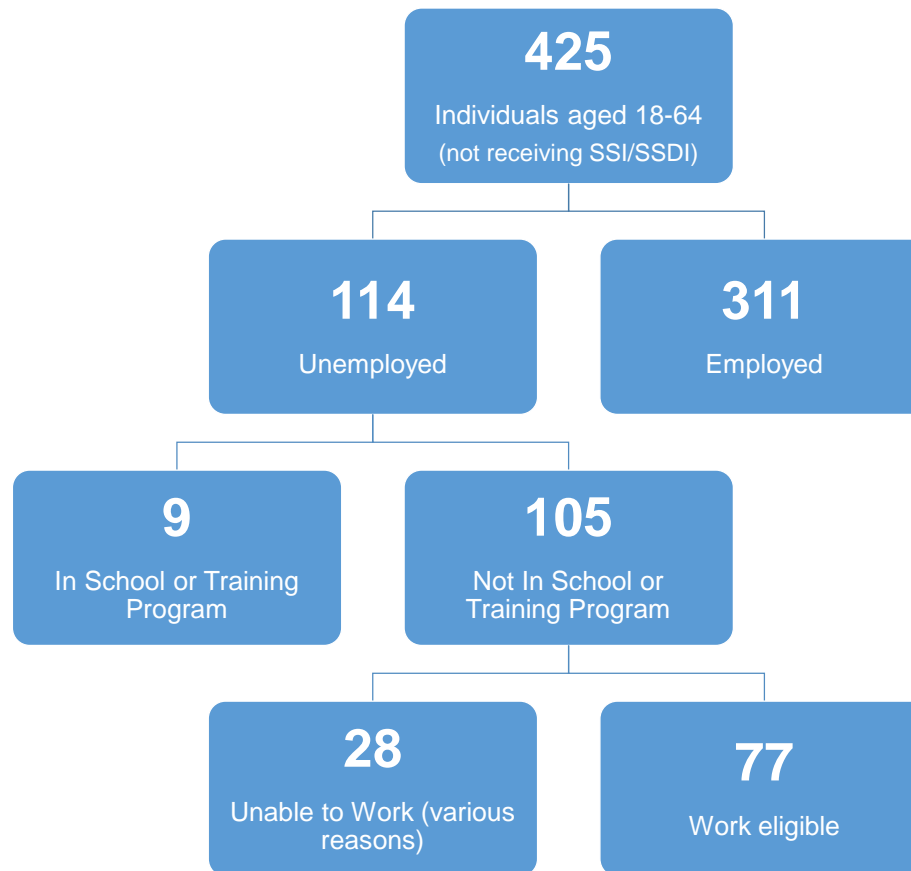 425
Individuals aged 18-64
(not receiving SSI/SSDI)
114
Unemployed
311
Employed
9
In School or Training
Program
105
Not In School or
Training Program
28
Unable to Work (various
reasons)
77
Work eligible